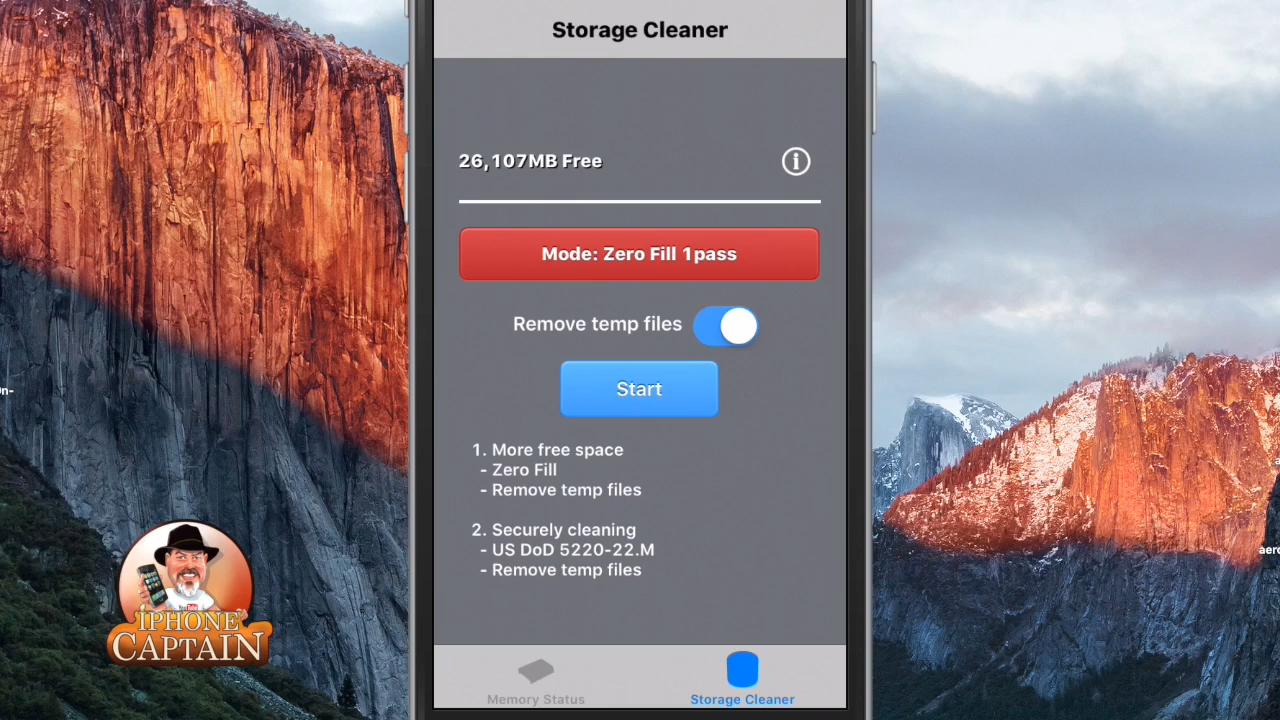 Storage Cleaner
26,107MB Free
Mode: Zero Fill 1pass
Remove temp files
Start
1. More free space
- Zero Fill
- Remove temp files
2. Securely cleaning
- US DoD 5220-22.M
- Remove temp files
Memory Status
Storage Cleaner
IPHONE
CAPTAIN
aero